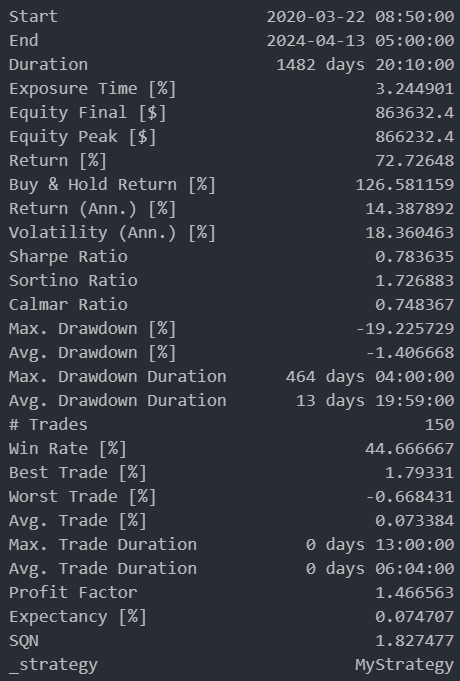 Start 2020-03-22 08:50:00
End 2024-04-13 05:00:00
Duration 1482 days 20:10:00
Exposure Time [%] 3.244901
Equity Final [$] 863632.4
Equity Peak [$] 866232.4
Return [%] 72.72648
Buy & Hold Return [%] 126.581159
Return (Ann.) [%] 14.387892
Volatility (Ann.) [%] 18.360463
Sharpe Ratio 0.783635
Sortino Ratio 1.726883
Calmar Ratio 0.748367
Max. Drawdown [%] -19.225729
Avg. Drawdown [%] -1.406668
Max. Drawdown Duration 464 days 04:00:00
Avg. Drawdown Duration 13 days 19:59:00
# Trades 150
Win Rate [%] 44.666667
Best Trade [%] 1.79331
Worst Trade [%] -0.668431
Avg. Trade [%] 0.073384
Max. Trade Duration 0 days 13:00:00
Avg. Trade Duration 0 days 06:04:00
Profit Factor 1.466563
Expectancy [%] 0.074707
SQN 1.827477
_strategy MyStrategy